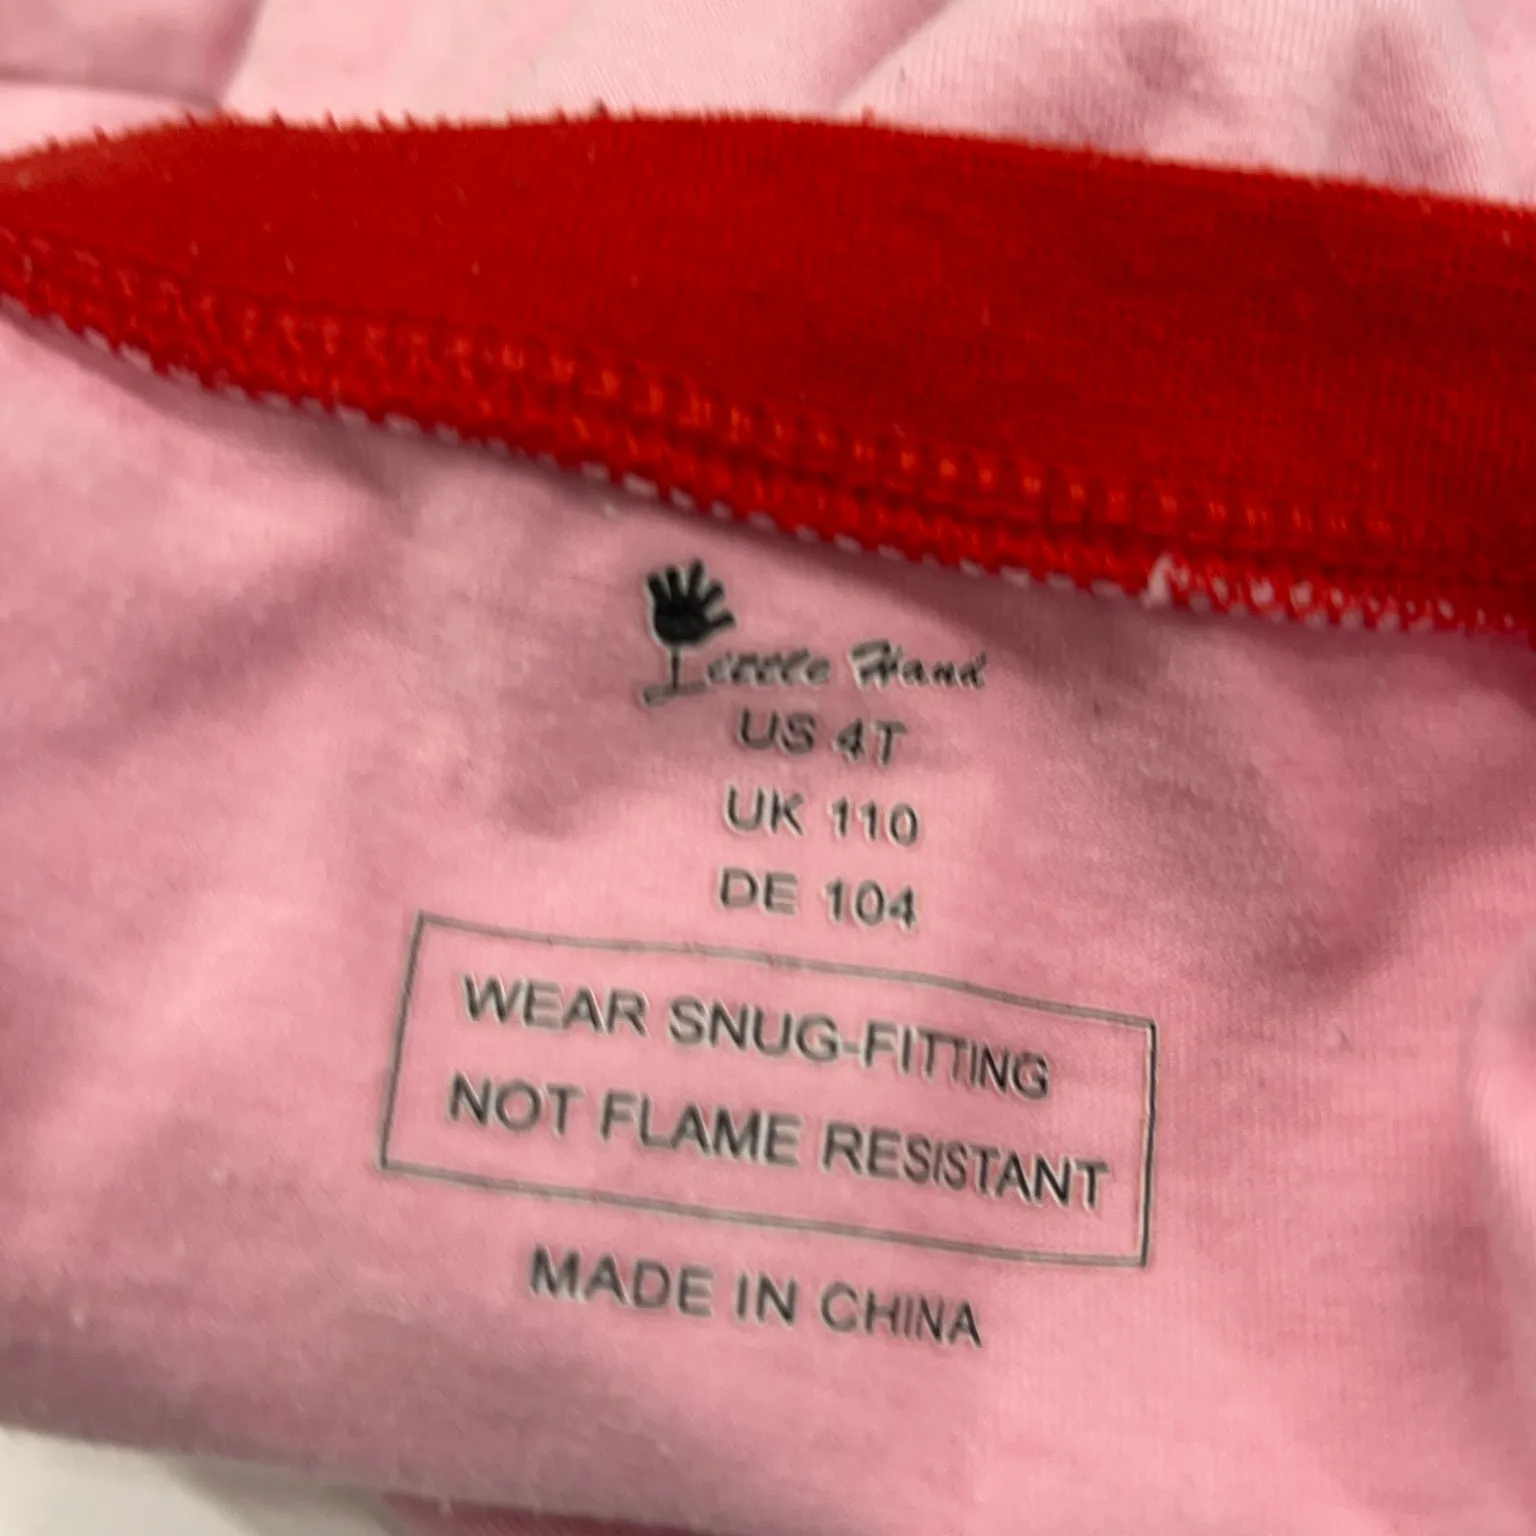 Little Hand
US 4T
UK 110
DE 104
WEAR SNUG-FITTING
NOT FLAME RESISTANT
MADE IN CHINA